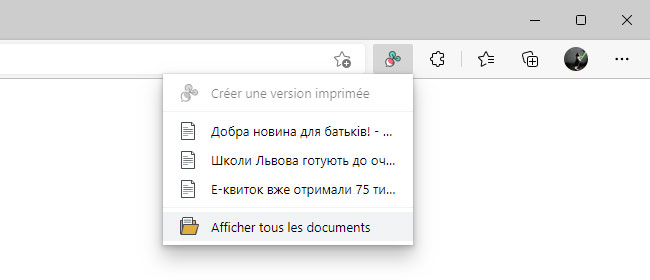 Créer une version imprimée
Добра новина для батьків! - ...
Школи Львова готують до оч...
Е-квиток вже отримали 75 ти...
Afficher tous les documents